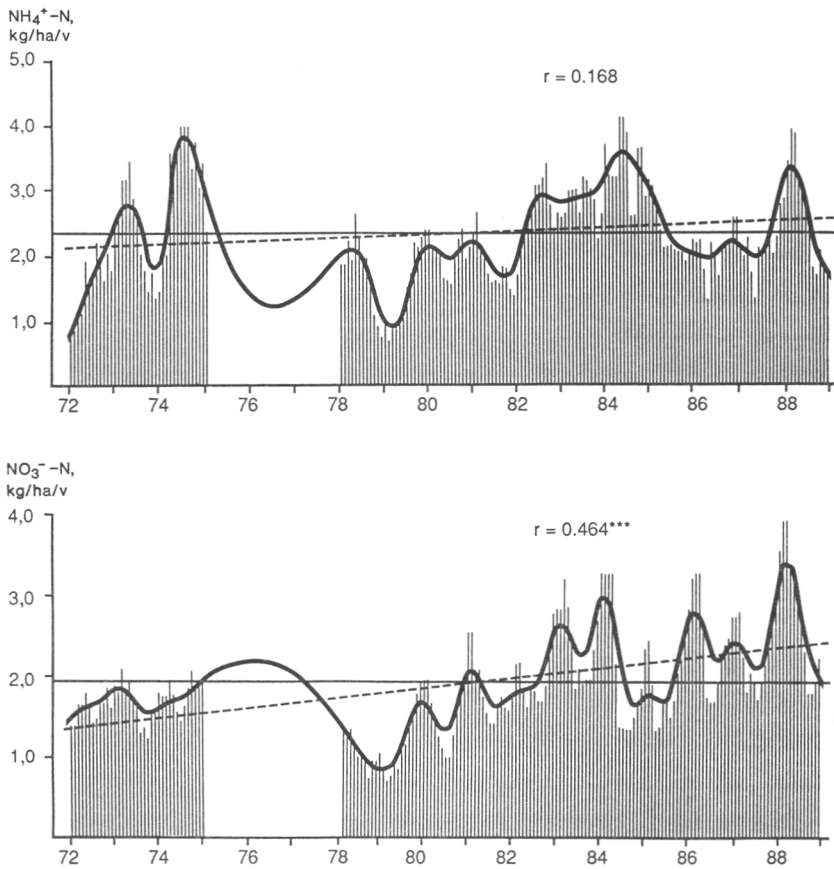 NH₄⁺-N,
kg/ha/v
5,0
r = 0.168
4,0
3,0
2,0
1,0
72 74 76 78 80 82 84 86 88
NO₃⁻-N,
kg/ha/v
4,0
r = 0.464***
3,0
2,0
1,0
72 74 76 78 80 82 84 86 88